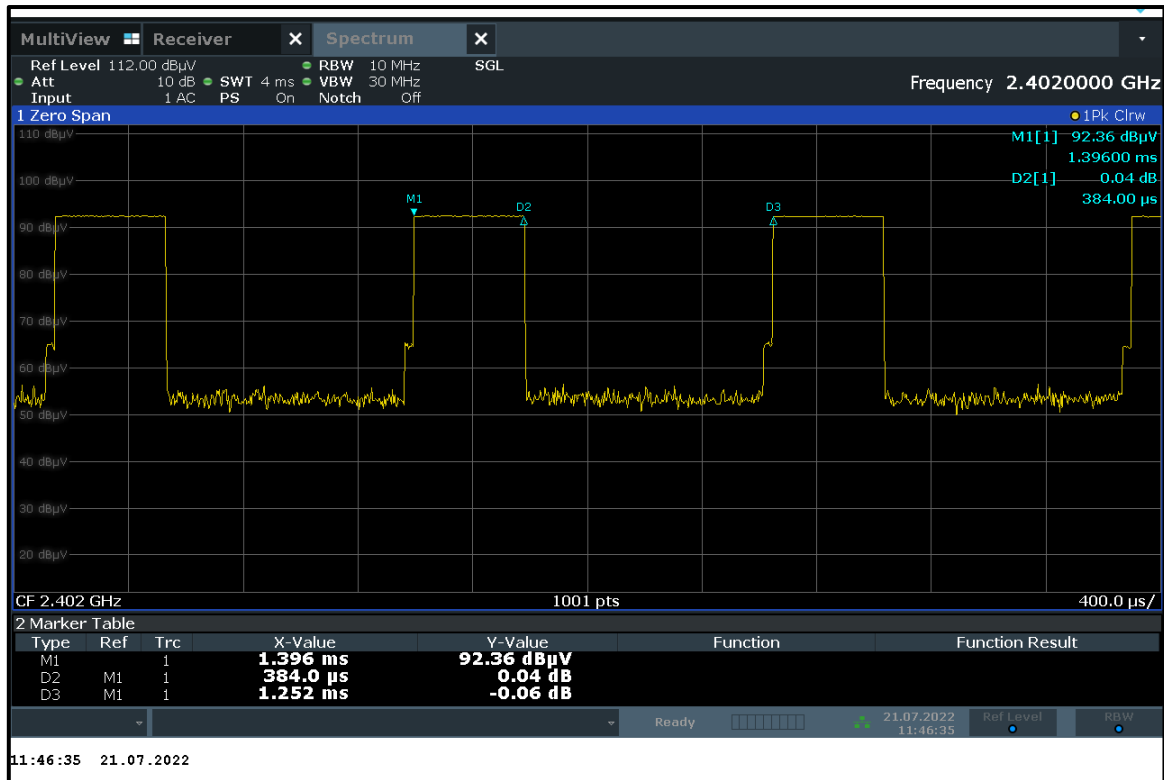 MultiView Receiver Spectrum
Ref Level 112.00 dBµV RBW 10 MHz SGL
Att 10 dB SWT 4 ms VBW 30 MHz
Input 1 AC PS On Notch Off
Frequency 2.4020000 GHz
1 Zero Span 1Pk Clrw
110 dBµV
M1[1] 92.36 dBµV
1.39600 ms
100 dBµV
D2[1] 0.04 dB
384.00 µs
M1
D2
D3
90 dBµV
80 dBµV
70 dBµV
60 dBµV
50 dBµV
40 dBµV
30 dBµV
20 dBµV
CF 2.402 GHz 1001 pts 400.0 µs/
2 Marker Table
Type Ref Trc X-Value Y-Value Function Function Result
M1 1 1.396 ms 92.36 dBµV
D2 M1 1 384.0 µs 0.04 dB
D3 M1 1 1.252 ms -0.06 dB
Ready 21.07.2022 Ref Level RBW
11:46:35
11:46:35 21.07.2022